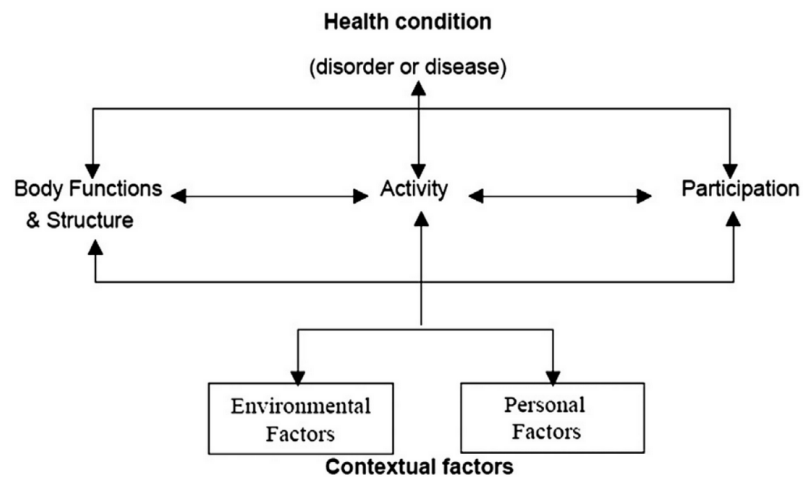 Health condition
(disorder or disease)
Body Functions
& Structure
Activity
Participation
Environmental
Factors
Personal
Factors
Contextual factors